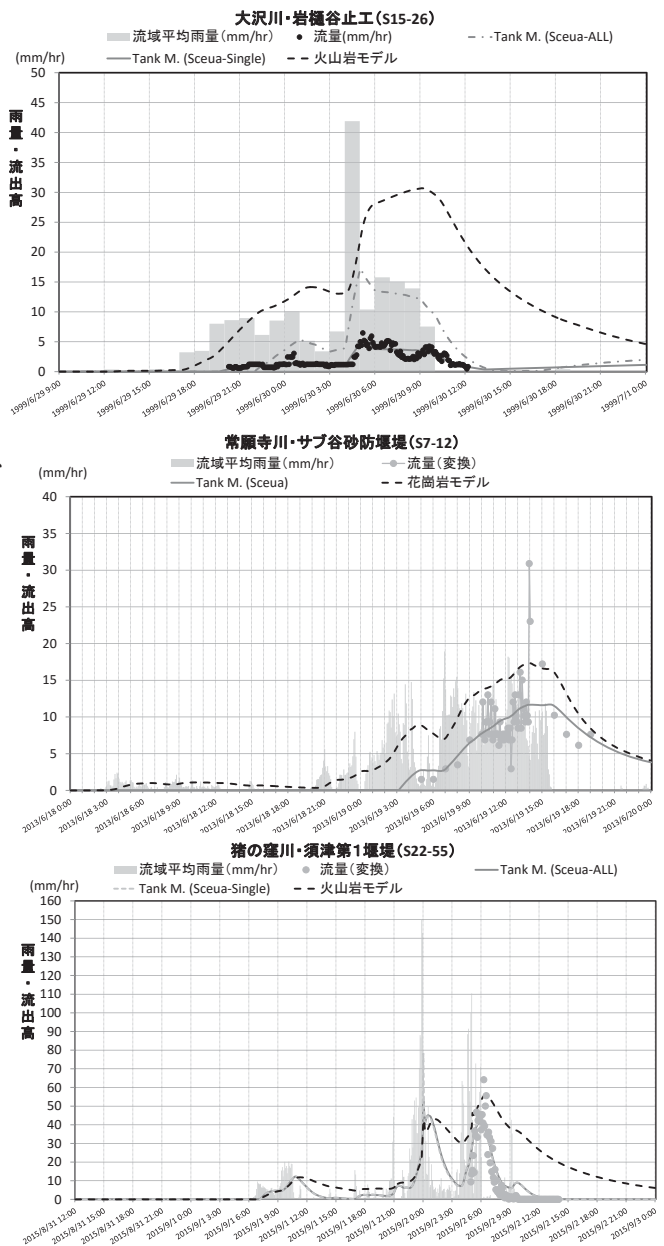 大沢川・岩樋谷止工(S15-26)
流域平均雨量(mm/hr) 流量(mm/hr) Tank M. (Sceua-ALL)
Tank M. (Sceua-Single) 火山岩モデル
(mm/hr)
雨量・流出高
50
45
40
35
30
25
20
15
10
5
0
1999/6/29 9:00 1999/6/29 12:00 1999/6/29 15:00 1999/6/29 18:00 1999/6/29 21:00 1999/6/30 0:00 1999/6/30 3:00 1999/6/30 6:00 1999/6/30 9:00 1999/6/30 12:00 1999/6/30 15:00 1999/6/30 18:00 1999/6/30 21:00 1999/7/1 0:00
常願寺川・サブ谷砂防堰堤(S7-12)
流域平均雨量(mm/hr) 流量(変換)
Tank M. (Sceua) 花崗岩モデル
(mm/hr)
雨量・流出高
40
35
30
25
20
15
10
5
0
2013/6/18 0:00 2013/6/18 3:00 2013/6/18 6:00 2013/6/18 9:00 2013/6/18 12:00 2013/6/18 15:00 2013/6/18 18:00 2013/6/18 21:00 2013/6/19 0:00 2013/6/19 3:00 2013/6/19 6:00 2013/6/19 9:00 2013/6/19 12:00 2013/6/19 15:00 2013/6/19 18:00 2013/6/19 21:00 2013/6/20 0:00
猪の窪川・須津第1堰堤(S22-55)
流域平均雨量(mm/hr) 流量(変換) Tank M. (Sceua-ALL)
Tank M. (Sceua-Single) 火山岩モデル
(mm/hr)
雨量・流出高
160
150
140
130
120
110
100
90
80
70
60
50
40
30
20
10
0
2015/8/31 12:00 2015/8/31 15:00 2015/8/31 18:00 2015/8/31 21:00 2015/9/1 0:00 2015/9/1 3:00 2015/9/1 6:00 2015/9/1 9:00 2015/9/1 12:00 2015/9/1 15:00 2015/9/1 18:00 2015/9/1 21:00 2015/9/2 0:00 2015/9/2 3:00 2015/9/2 6:00 2015/9/2 9:00 2015/9/2 12:00 2015/9/2 15:00 2015/9/2 18:00 2015/9/2 21:00 2015/9/3 0:00